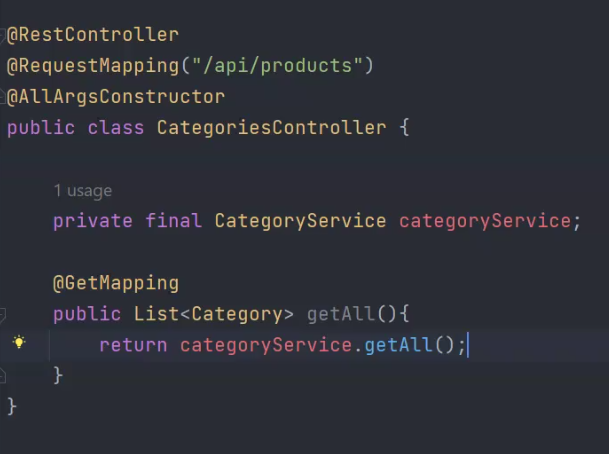 @RestController
@RequestMapping("/api/products")
@AllArgsConstructor
public class CategoriesController {
1 usage
private final CategoryService categoryService;
@GetMapping
public List<Category> getAll(){
return categoryService.getAll();
}
}